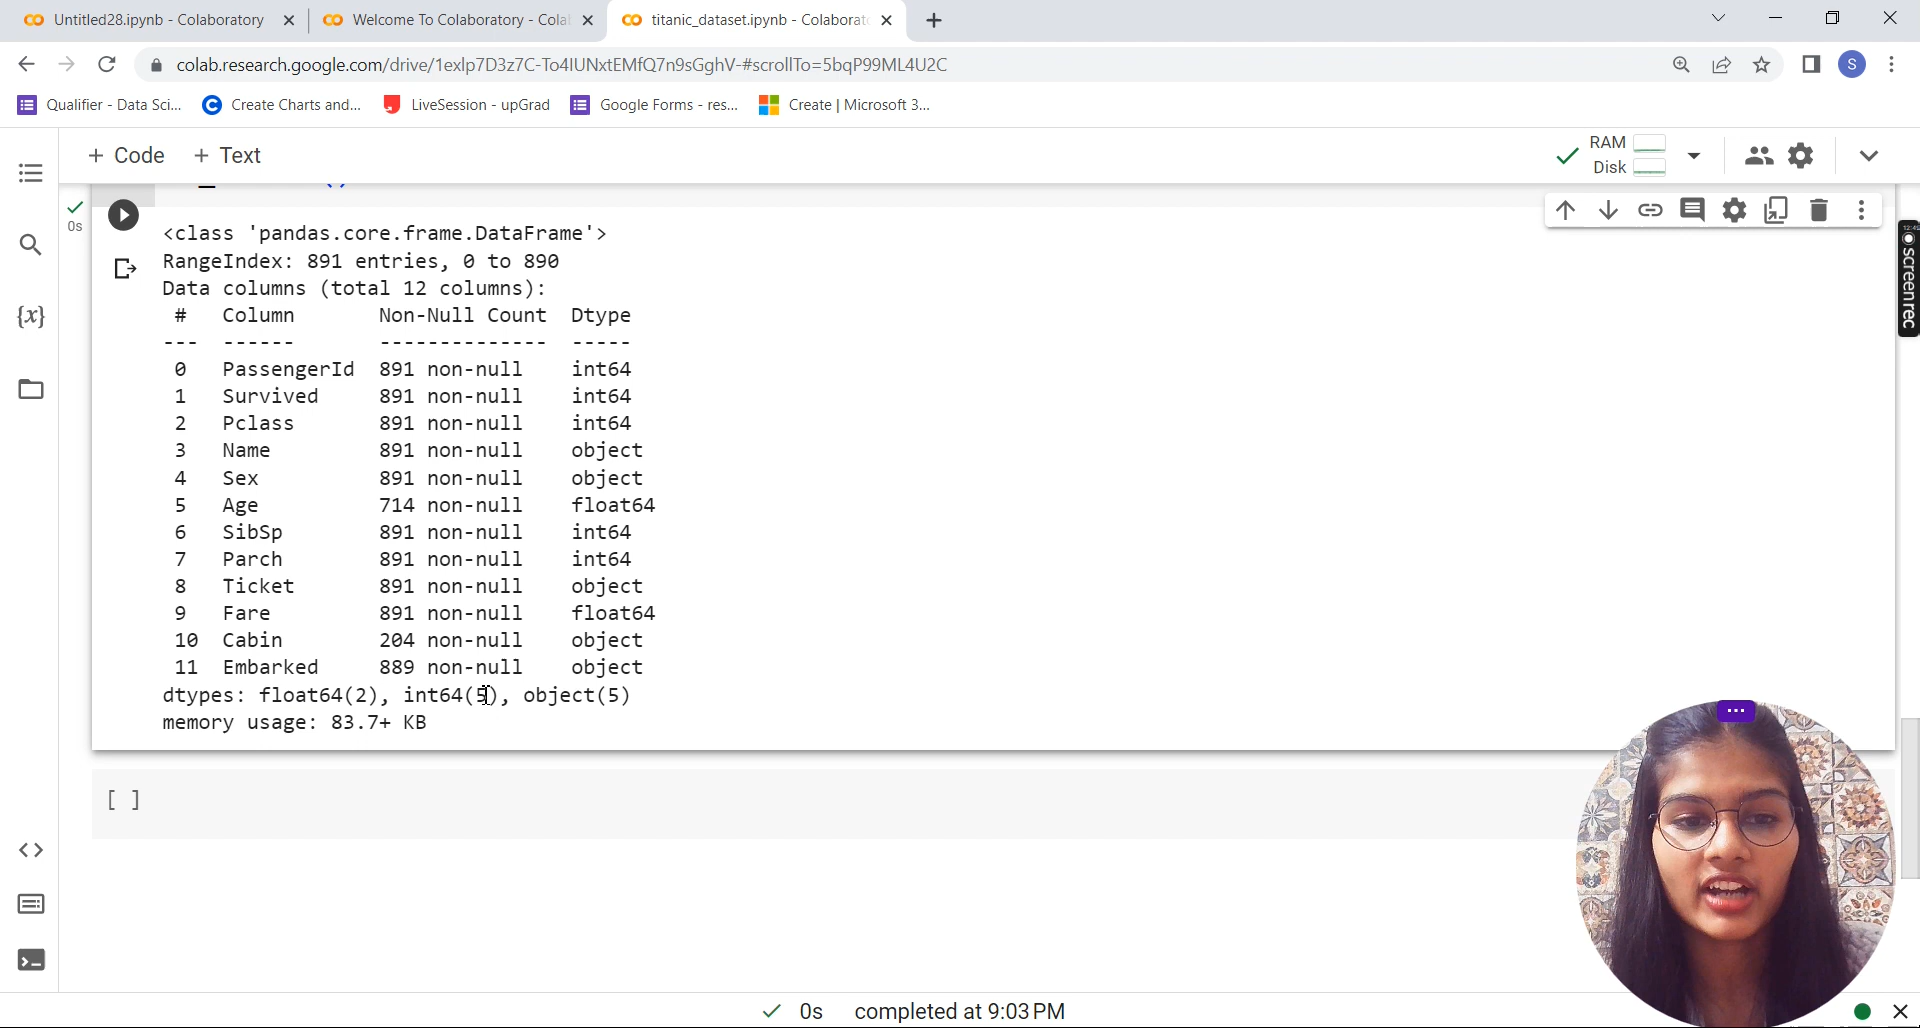 Untitled28.ipynb - Colaboratory
Welcome To Colaboratory - Cola
titanic_dataset.ipynb - Colaborat
colab.research.google.com/drive/1exlp7D3z7C-To4IUNxtEMfQ7n9sGghV-#scrollTo=5bqP99ML4U2C
S
Qualifier - Data Sci...
Create Charts and...
LiveSession - upGrad
Google Forms - res...
Create | Microsoft 3...
+ Code + Text
RAM
Disk
0s
<class 'pandas.core.frame.DataFrame'>
RangeIndex: 891 entries, 0 to 890
Data columns (total 12 columns):
# Column Non-Null Count Dtype
--- ------ -------------- -----
0 PassengerId 891 non-null int64
1 Survived 891 non-null int64
2 Pclass 891 non-null int64
3 Name 891 non-null object
4 Sex 891 non-null object
5 Age 714 non-null float64
6 SibSp 891 non-null int64
7 Parch 891 non-null int64
8 Ticket 891 non-null object
9 Fare 891 non-null float64
10 Cabin 204 non-null object
11 Embarked 889 non-null object
dtypes: float64(2), int64(5), object(5)
memory usage: 83.7+ KB
[ ]
{x}
screenrec
0s completed at 9:03 PM